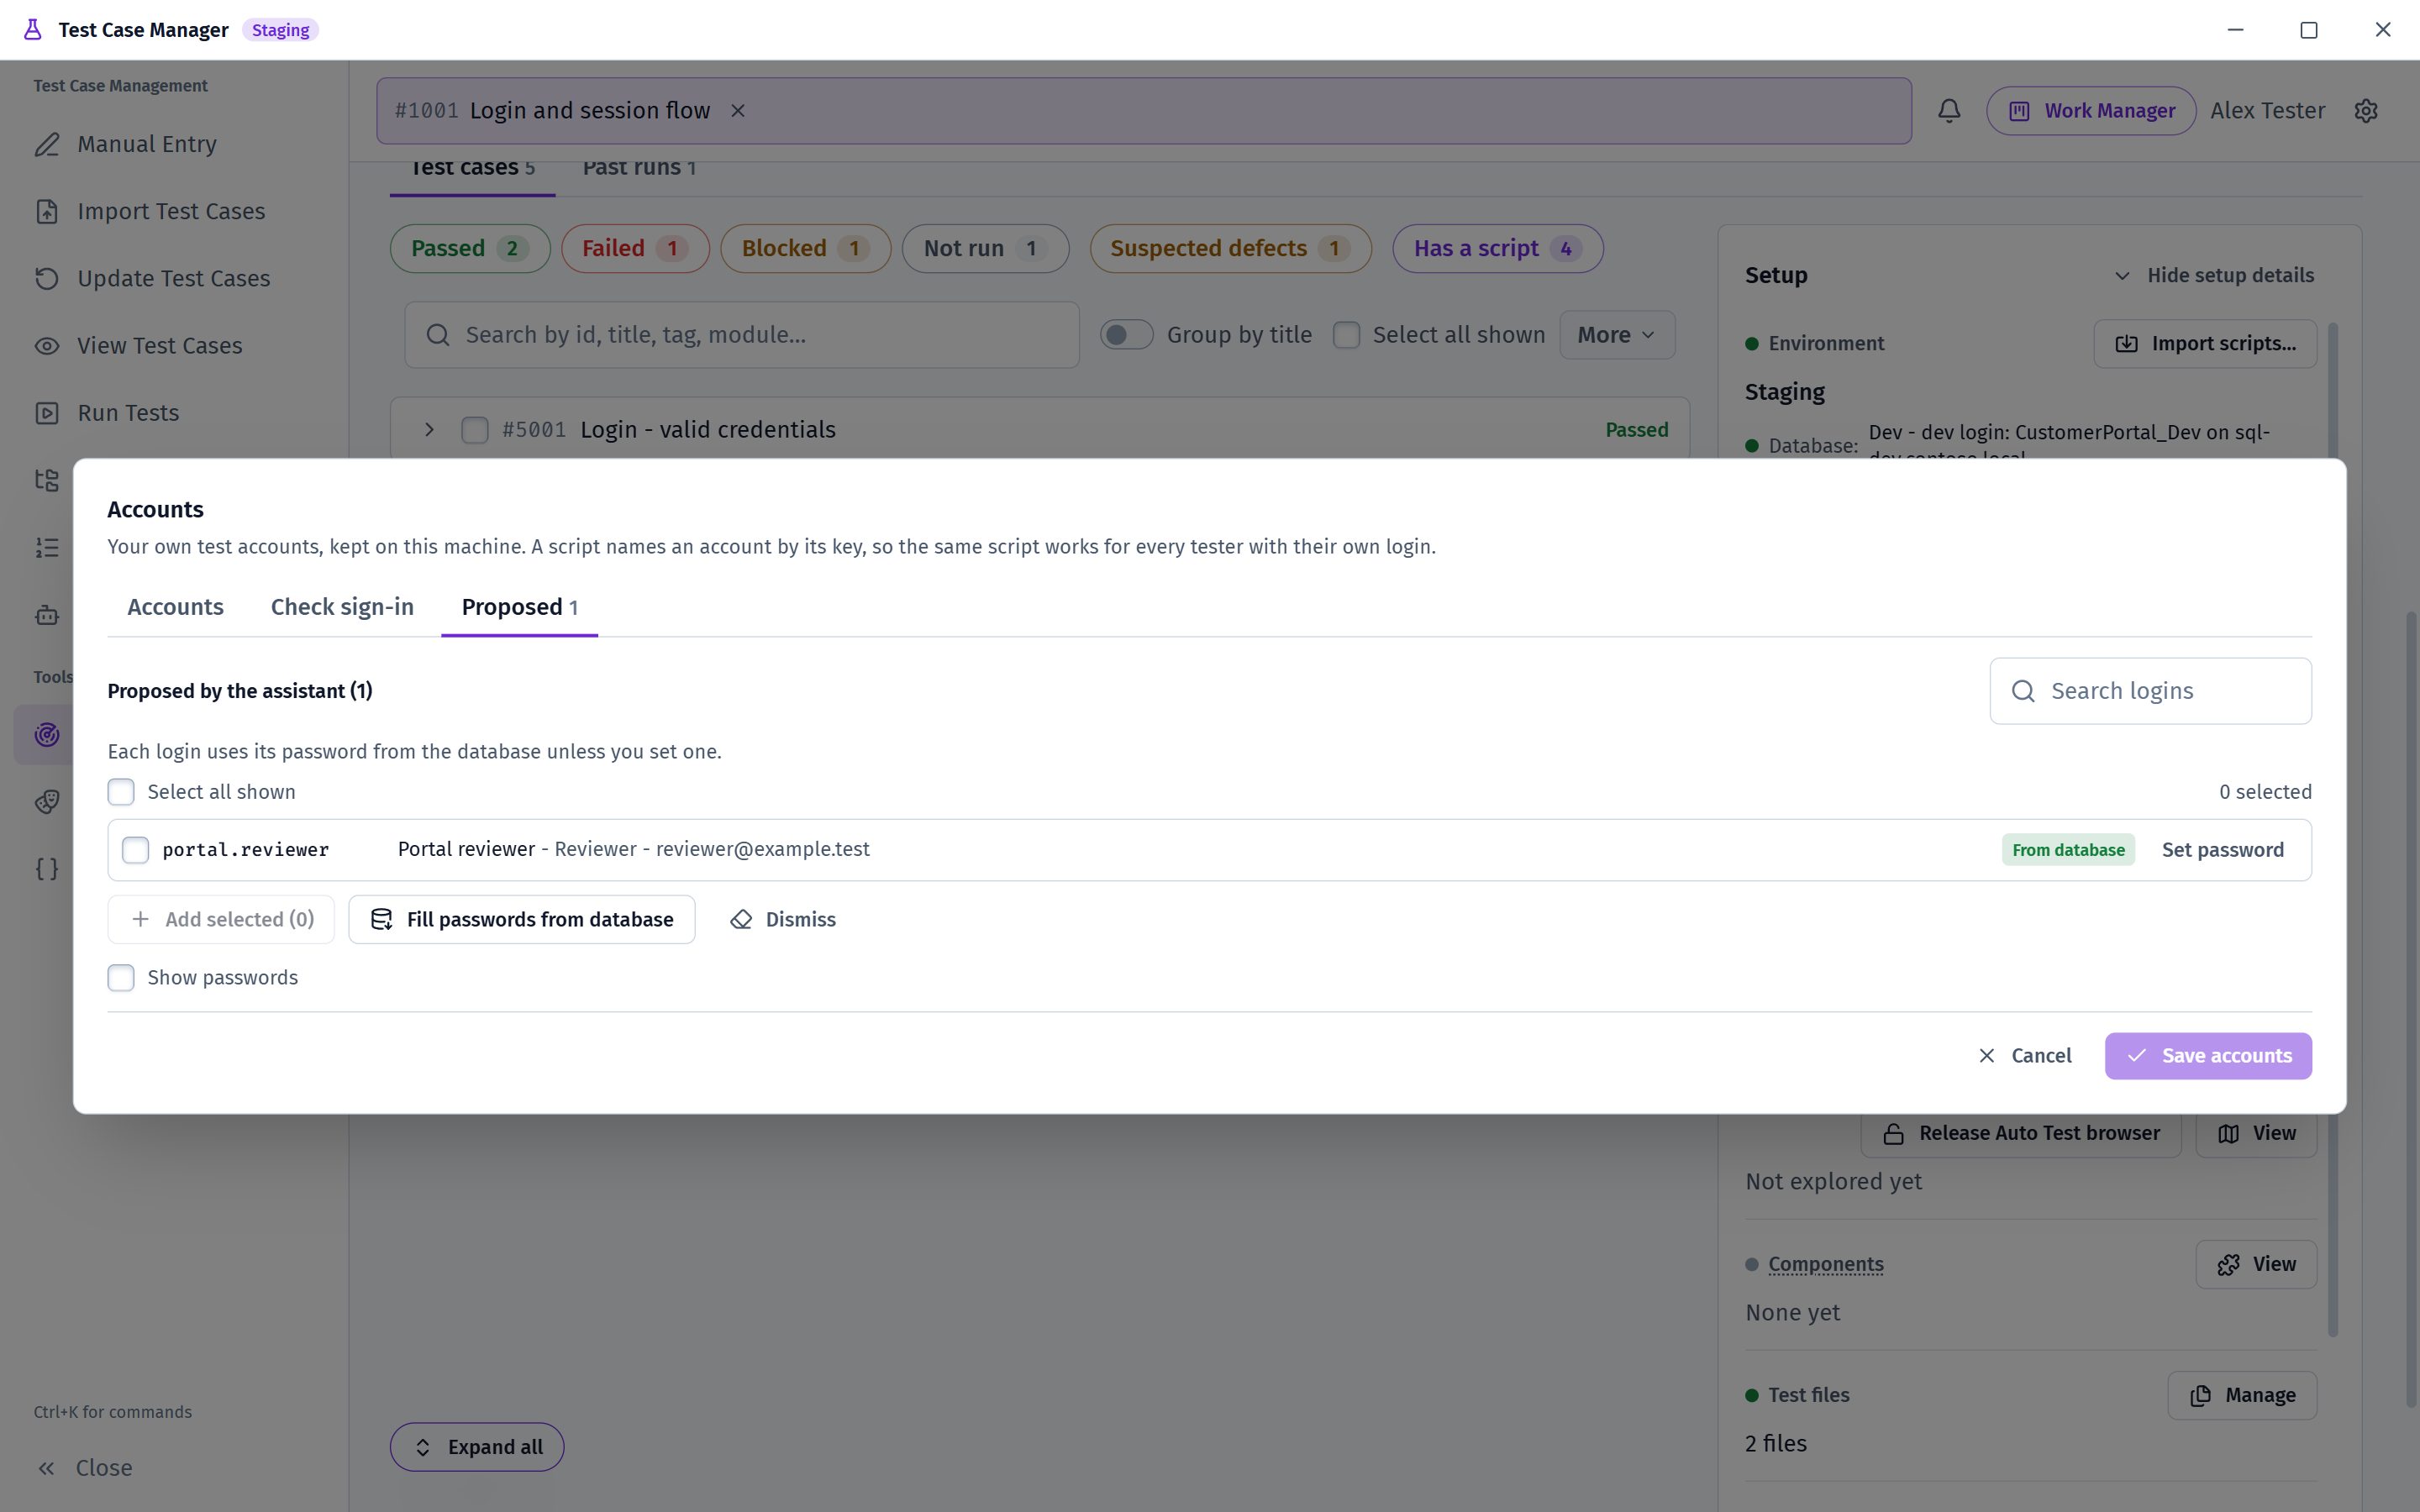 Test Case Manager Staging
Test Case Management
Manual Entry
Import Test Cases
Update Test Cases
View Test Cases
Run Tests
Tools
Ctrl+K for commands
Close
#1001 Login and session flow
Work Manager
Alex Tester
Test cases 5
Past runs 1
Passed 2
Failed 1
Blocked 1
Not run 1
Suspected defects 1
Has a script 4
Search by id, title, tag, module...
Group by title
Select all shown
More
#5001 Login - valid credentials
Passed
Setup
Hide setup details
Environment
Import scripts...
Staging
Database: Dev - dev login: CustomerPortal_Dev on sql-
Accounts
Your own test accounts, kept on this machine. A script names an account by its key, so the same script works for every tester with their own login.
Accounts
Check sign-in
Proposed 1
Proposed by the assistant (1)
Search logins
Each login uses its password from the database unless you set one.
Select all shown
0 selected
portal.reviewer
Portal reviewer - Reviewer - reviewer@example.test
From database
Set password
Add selected (0)
Fill passwords from database
Dismiss
Show passwords
Cancel
Save accounts
Release Auto Test browser
View
Not explored yet
Components
View
None yet
Test files
Manage
2 files
Expand all